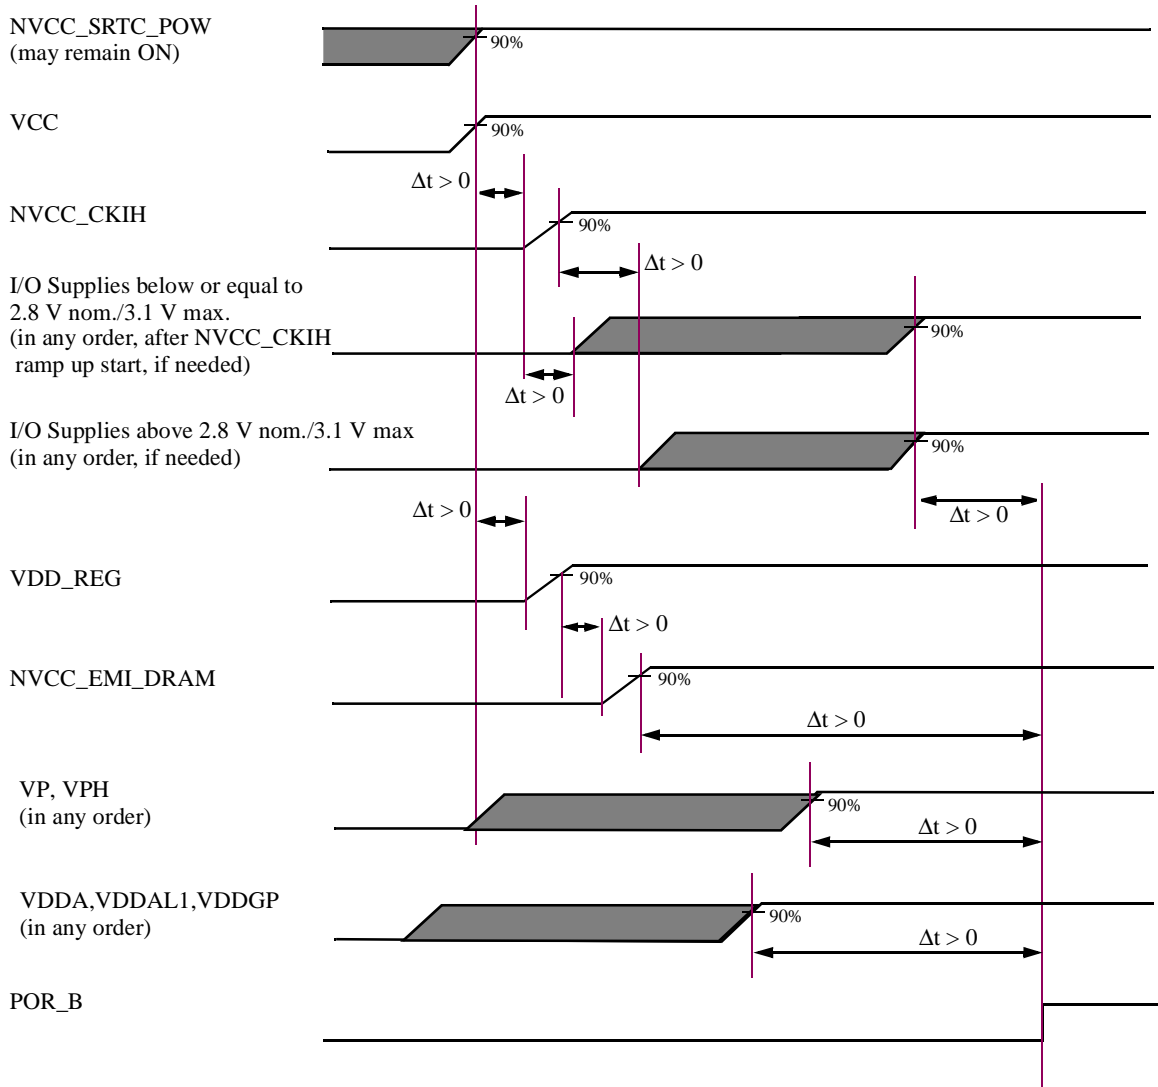 NVCC_SRTC_POW
(may remain ON)
90%
VCC
90%
Δt > 0
NVCC_CKIH
90%
Δt > 0
I/O Supplies below or equal to
2.8 V nom./3.1 V max.
(in any order, after NVCC_CKIH
ramp up start, if needed)
90%
Δt > 0
I/O Supplies above 2.8 V nom./3.1 V max
(in any order, if needed)
90%
Δt > 0
Δt > 0
VDD_REG
90%
Δt > 0
NVCC_EMI_DRAM
90%
Δt > 0
VP, VPH
(in any order)
90%
Δt > 0
VDDA,VDDAL1,VDDGP
(in any order)
90%
Δt > 0
POR_B